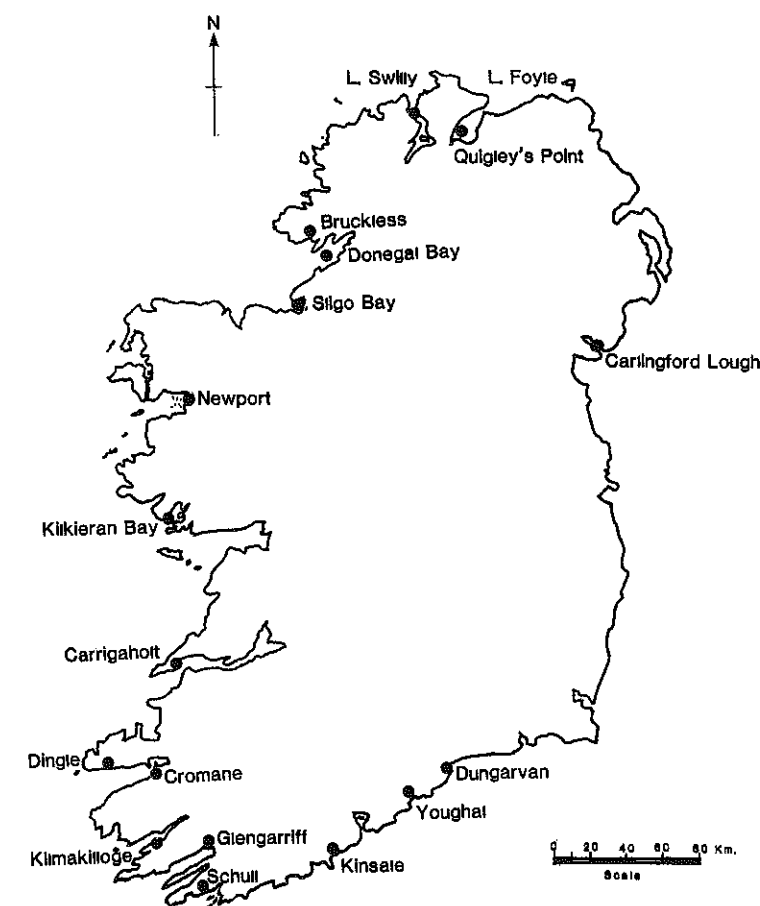 N
L. Swilly
L. Foyle
Quigley's Point
Bruckless
Donegal Bay
Sligo Bay
Carlingford Lough
Newport
Kilkieran Bay
Carrigaholt
Dingle
Cromane
Dungarvan
Youghal
Kilmakilloge
Glengarriff
Kinsale
Schull
0 20 40 60 80 Km.
Scale